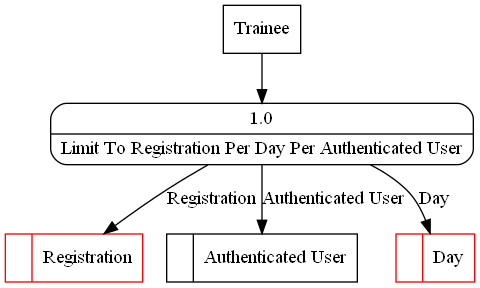 Trainee
1.0
Limit To Registration Per Day Per Authenticated User
Registration
Authenticated User
Day
Registration
Authenticated User
Day